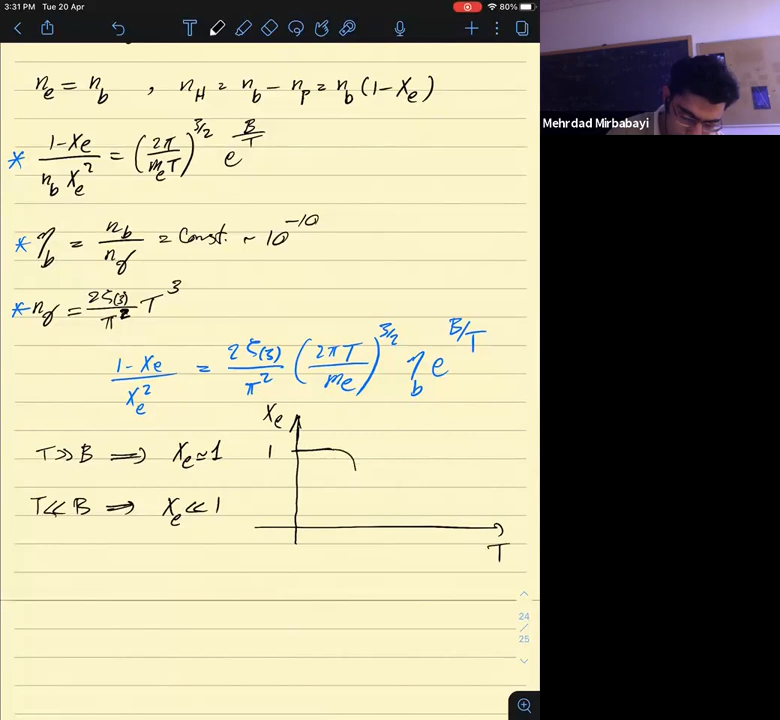 3:31 PM Tue 20 Apr 80%
T
Mehrdad Mirbabayi
n_e = n_b , n_H = n_b - n_p = n_b (1 - X_e)
* (1 - X_e) / (n_b X_e^2) = (2π / m_e T)^{3/2} e^{B/T}
* η_b = n_b / n_γ = Const. ~ 10^{-10}
* n_γ = (2ζ(3) / π^2) T^3
(1 - X_e) / X_e^2 = (2ζ(3) / π^2) (2πT / m_e)^{3/2} η_b e^{B/T}
X_e
T >> B ⟹ X_e ≃ 1
1
T << B ⟹ X_e << 1
T
24
/
25